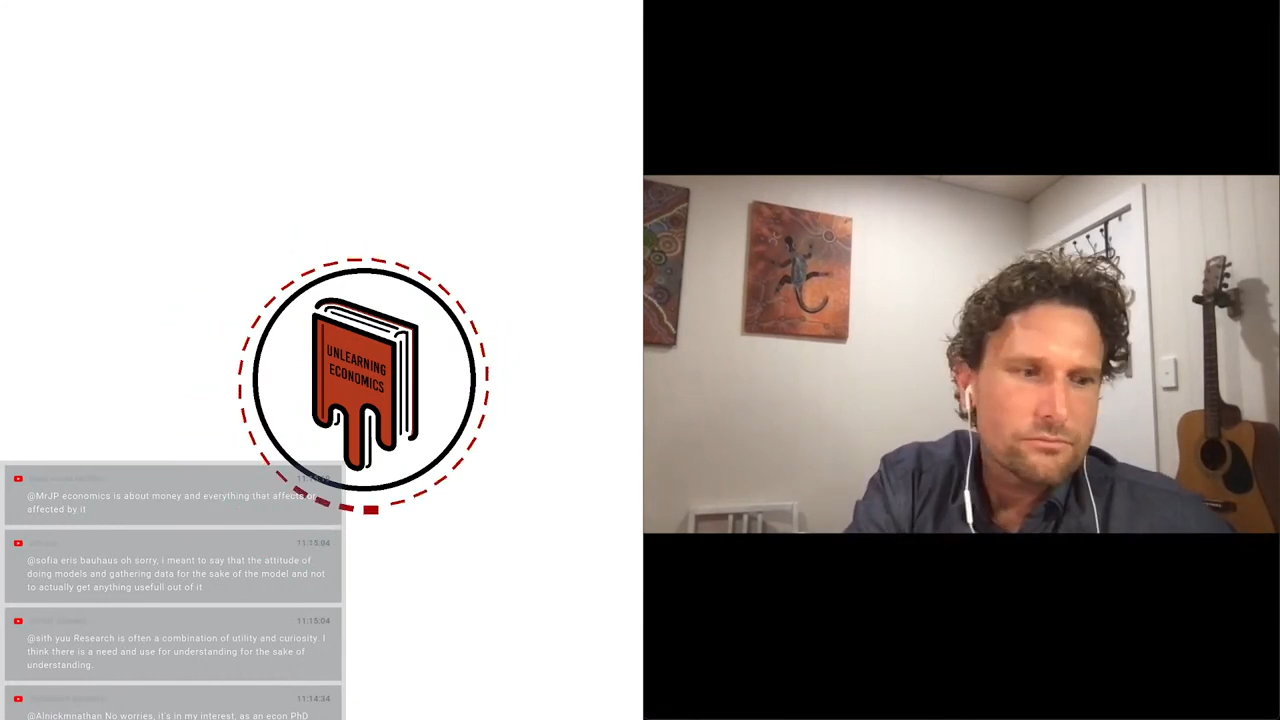 UNLEARNING
ECONOMICS
@MrJP economics is about money and everything that affects or
affected by it
11:15:04
@sofia eris bauhaus oh sorry, i meant to say that the attitude of
doing models and gathering data for the sake of the model and not
to actually get anything usefull out of it
11:15:04
@sith yuu Research is often a combination of utility and curiosity. I
think there is a need and use for understanding for the sake of
understanding.
11:14:34
@Alnickmnathan No worries, it's in my interest, as an econ PhD